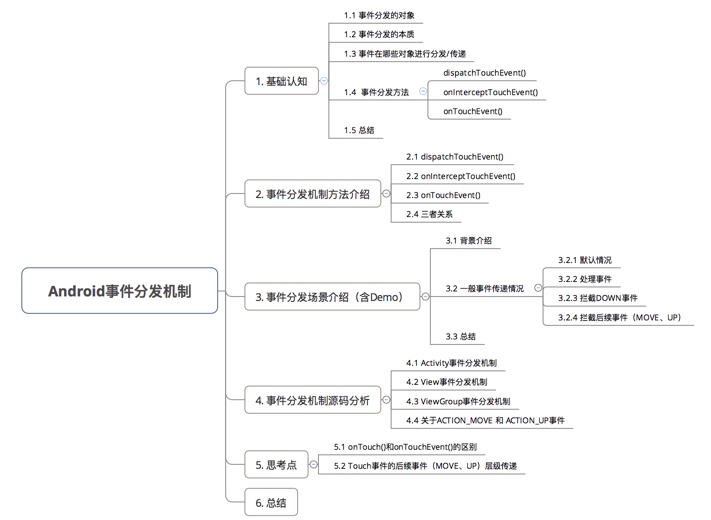 Android事件分发机制
1. 基础认知
1.1 事件分发的对象
1.2 事件分发的本质
1.3 事件在哪些对象进行分发/传递
1.4 事件分发方法
dispatchTouchEvent()
onInterceptTouchEvent()
onTouchEvent()
1.5 总结
2. 事件分发机制方法介绍
2.1 dispatchTouchEvent()
2.2 onInterceptTouchEvent()
2.3 onTouchEvent()
2.4 三者关系
3. 事件分发场景介绍（含Demo）
3.1 背景介绍
3.2 一般事件传递情况
3.2.1 默认情况
3.2.2 处理事件
3.2.3 拦截DOWN事件
3.2.4 拦截后续事件（MOVE、UP）
3.3 总结
4. 事件分发机制源码分析
4.1 Activity事件分发机制
4.2 View事件分发机制
4.3 ViewGroup事件分发机制
4.4 关于ACTION_MOVE 和 ACTION_UP事件
5. 思考点
5.1 onTouch()和onTouchEvent()的区别
5.2 Touch事件的后续事件（MOVE、UP）层级传递
6. 总结